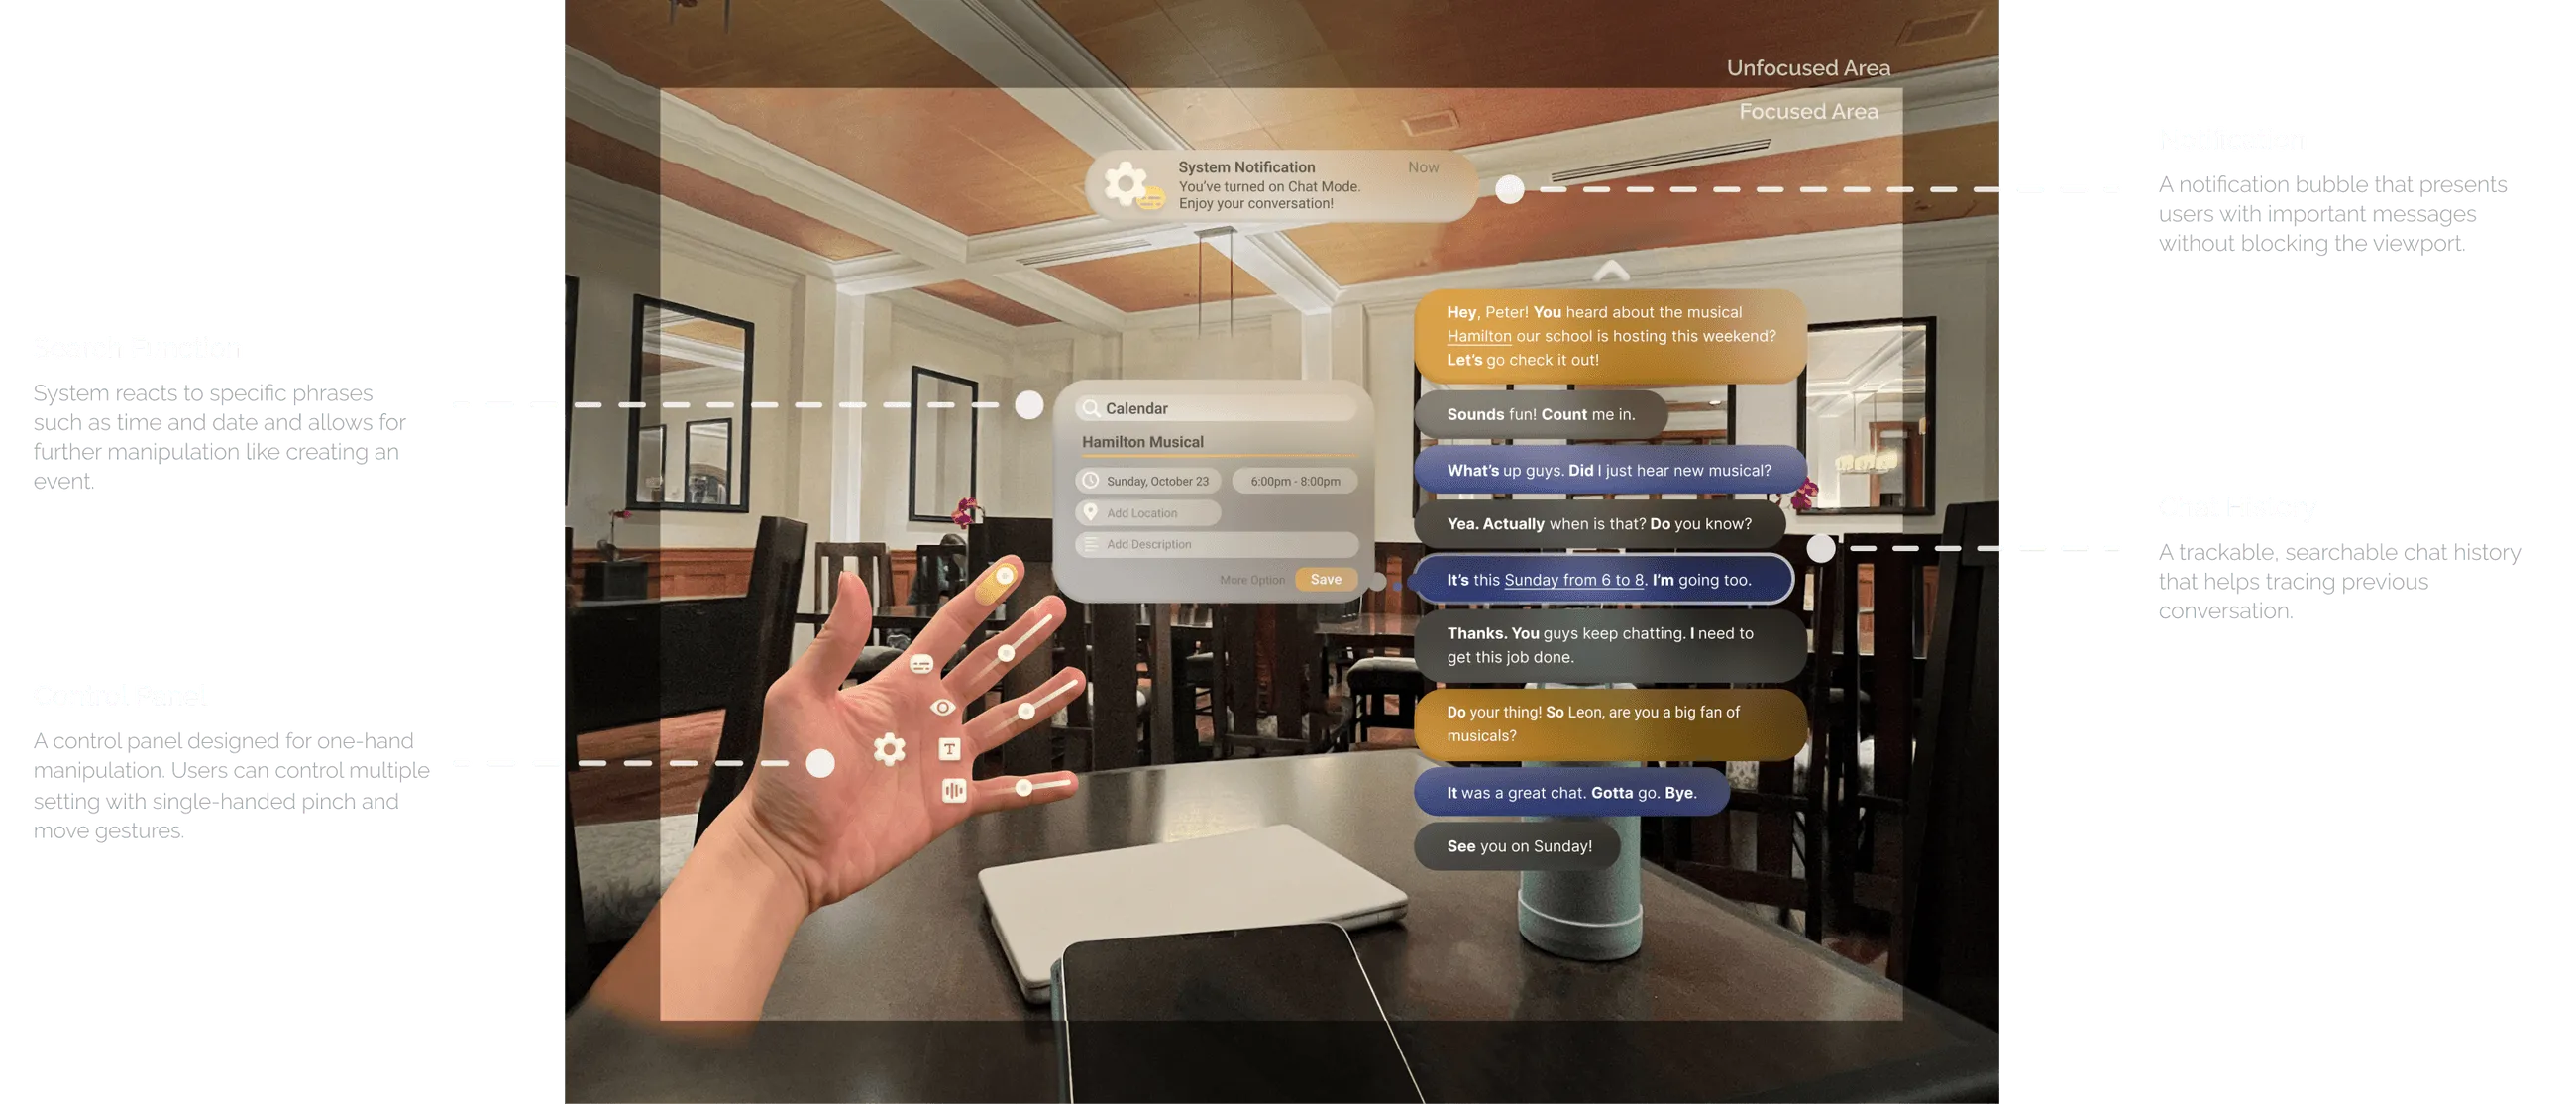 Unfocused Area
Focused Area
System Notification
Now
You've turned on Chat Mode.
Enjoy your conversation!
Notification
A notification bubble that presents
users with important messages
without blocking the viewport.
Search Function
System reacts to specific phrases
such as time and date and allows for
further manipulation like creating an
event.
Calendar
Hamilton Musical
Sunday, October 23
6:00pm - 8:00pm
Add Location
Add Description
More Option
Save
Hey, Peter! You heard about the musical
Hamilton our school is hosting this weekend?
Let's go check it out!
Sounds fun! Count me in.
What's up guys. Did I just hear new musical?
Yea. Actually when is that? Do you know?
It's this Sunday from 6 to 8. I'm going too.
Thanks. You guys keep chatting. I need to
get this job done.
Do your thing! So Leon, are you a big fan of
musicals?
It was a great chat. Gotta go. Bye.
See you on Sunday!
Chat History
A trackable, searchable chat history
that helps tracing previous
conversation.
Control Panel
A control panel designed for one-hand
manipulation. Users can control multiple
setting with single-handed pinch and
move gestures.
T